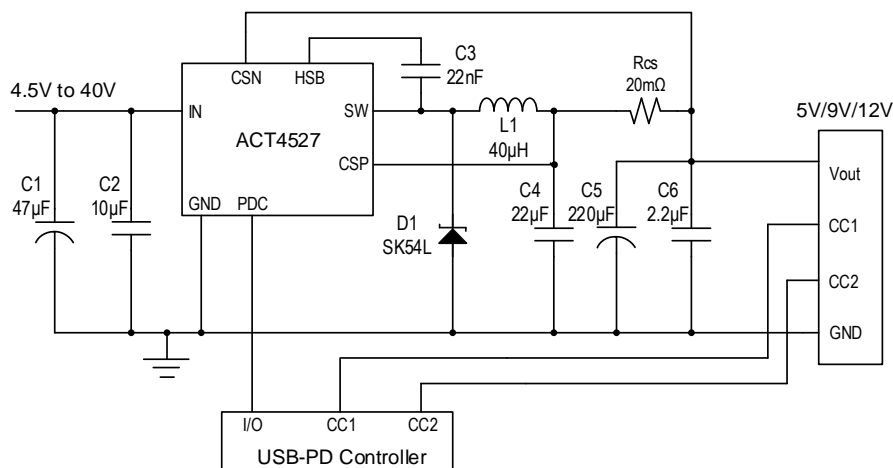 4.5V to 40V
C1
47µF
C2
10µF
CSN
HSB
IN
SW
ACT4527
CSP
GND
PDC
C3
22nF
L1
40µH
Rcs
20mΩ
D1
SK54L
C4
22µF
C5
220µF
C6
2.2µF
5V/9V/12V
Vout
CC1
CC2
GND
I/O
CC1
CC2
USB-PD Controller